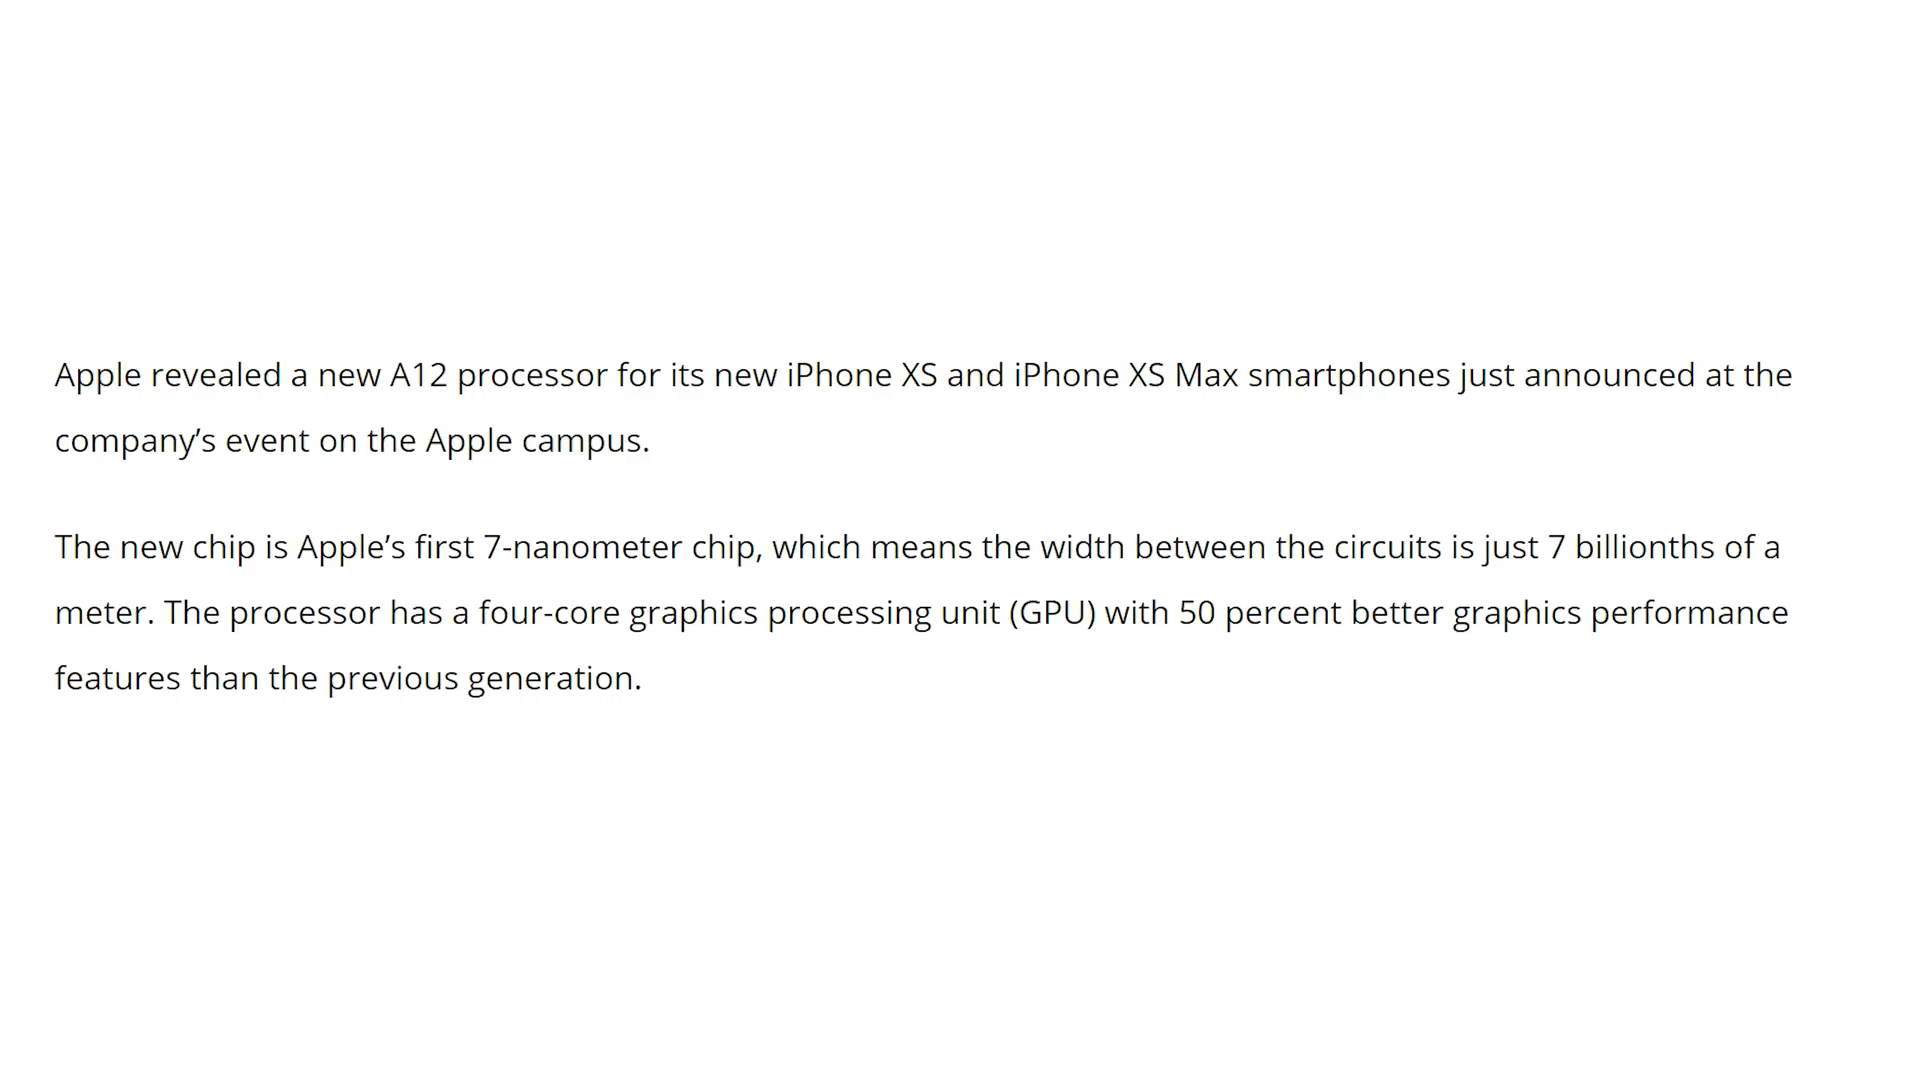 Apple revealed a new A12 processor for its new iPhone XS and iPhone XS Max smartphones just announced at the
company’s event on the Apple campus.
The new chip is Apple’s first 7-nanometer chip, which means the width between the circuits is just 7 billionths of a
meter. The processor has a four-core graphics processing unit (GPU) with 50 percent better graphics performance
features than the previous generation.